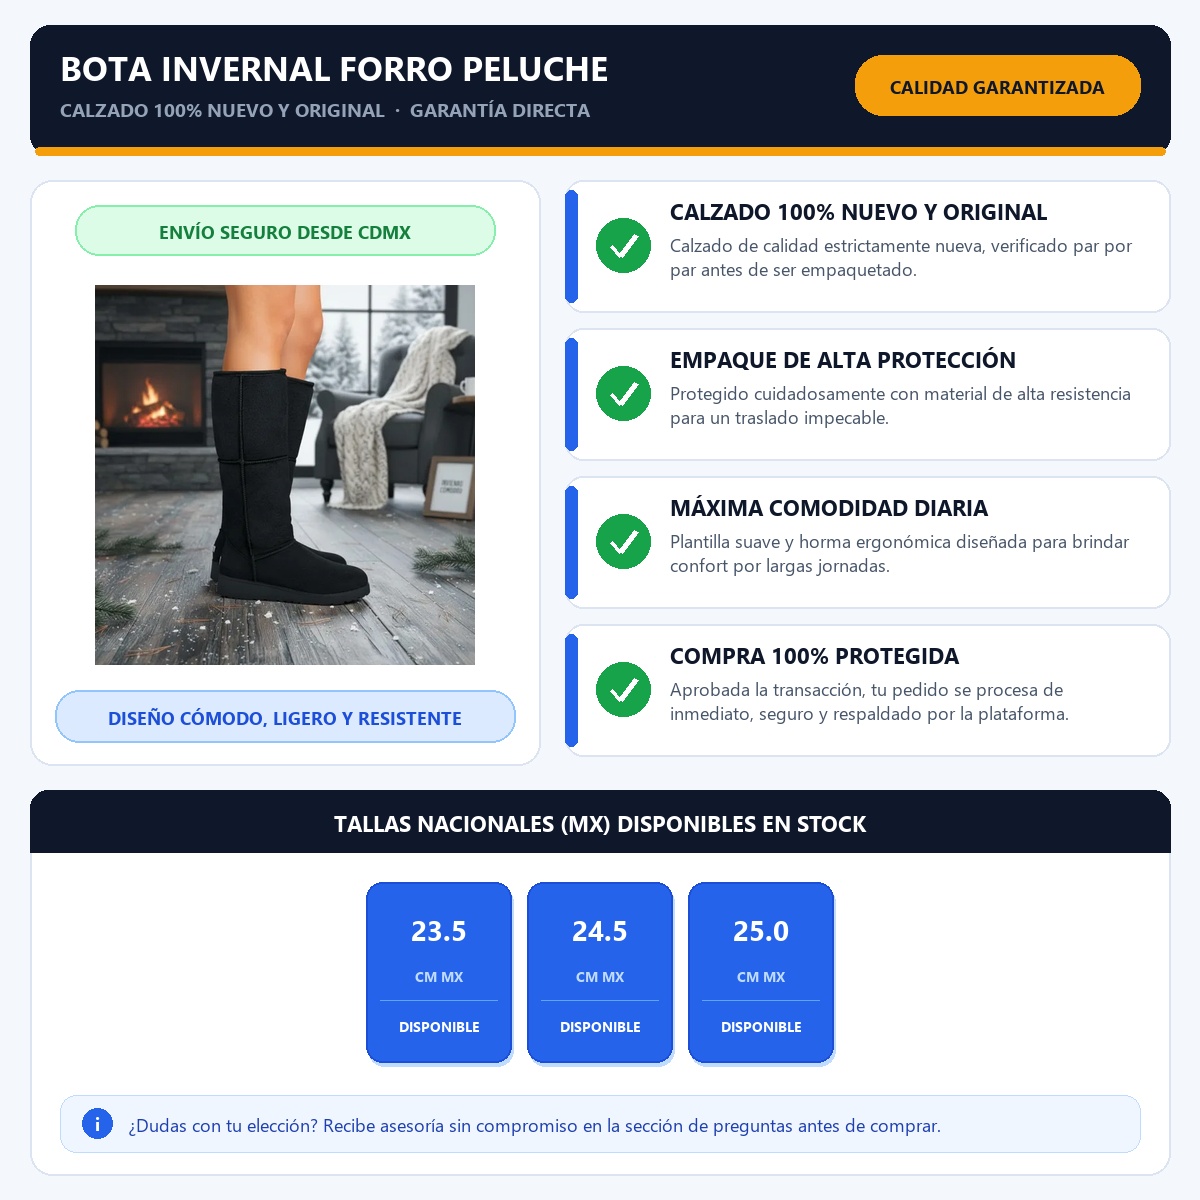 BOTA INVERNAL FORRO PELUCHE
CALZADO 100% NUEVO Y ORIGINAL · GARANTÍA DIRECTA
CALIDAD GARANTIZADA
ENVÍO SEGURO DESDE CDMX
DISEÑO CÓMODO, LIGERO Y RESISTENTE
CALZADO 100% NUEVO Y ORIGINAL
Calzado de calidad estrictamente nueva, verificado par por
par antes de ser empaquetado.
EMPAQUE DE ALTA PROTECCIÓN
Protegido cuidadosamente con material de alta resistencia
para un traslado impecable.
MÁXIMA COMODIDAD DIARIA
Plantilla suave y horma ergonómica diseñada para brindar
confort por largas jornadas.
COMPRA 100% PROTEGIDA
Aprobada la transacción, tu pedido se procesa de
inmediato, seguro y respaldado por la plataforma.
TALLAS NACIONALES (MX) DISPONIBLES EN STOCK
23.5
CM MX
DISPONIBLE
24.5
CM MX
DISPONIBLE
25.0
CM MX
DISPONIBLE
¿Dudas con tu elección? Recibe asesoría sin compromiso en la sección de preguntas antes de comprar.